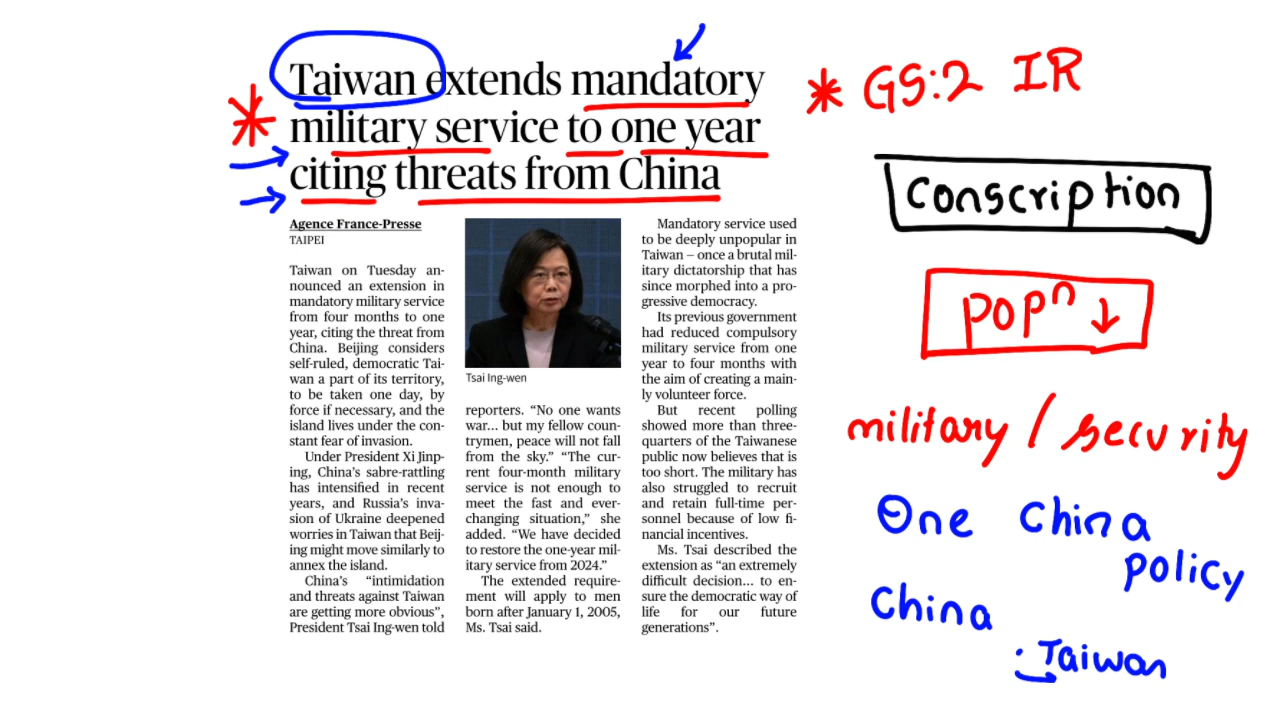 Taiwan extends mandatory
military service to one year
citing threats from China
Agence France-Presse
TAIPEI
Taiwan on Tuesday an-
nounced an extension in
mandatory military service
from four months to one
year, citing the threat from
China. Beijing considers
self-ruled, democratic Tai-
wan a part of its territory,
to be taken one day, by
force if necessary, and the
island lives under the con-
stant fear of invasion.
Under President Xi Jinp-
ing, China's sabre-rattling
has intensified in recent
years, and Russia's inva-
sion of Ukraine deepened
worries in Taiwan that Beij-
ing might move similarly to
annex the island.
China's “intimidation
and threats against Taiwan
are getting more obvious”,
President Tsai Ing-wen told
Tsai Ing-wen
reporters. “No one wants
war... but my fellow coun-
trymen, peace will not fall
from the sky.” “The cur-
rent four-month military
service is not enough to
meet the fast and ever-
changing situation,” she
added. “We have decided
to restore the one-year mil-
itary service from 2024.”
The extended require-
ment will apply to men
born after January 1, 2005,
Ms. Tsai said.
Mandatory service used
to be deeply unpopular in
Taiwan – once a brutal mil-
itary dictatorship that has
since morphed into a pro-
gressive democracy.
Its previous government
had reduced compulsory
military service from one
year to four months with
the aim of creating a main-
ly volunteer force.
But recent polling
showed more than three-
quarters of the Taiwanese
public now believes that is
too short. The military has
also struggled to recruit
and retain full-time per-
sonnel because of low fi-
nancial incentives.
Ms. Tsai described the
extension as “an extremely
difficult decision... to en-
sure the democratic way of
life for our future
generations”.
* GS:2 IR
Conscription
POPⁿ ↓
military / security
One China
policy
China
. Taiwan